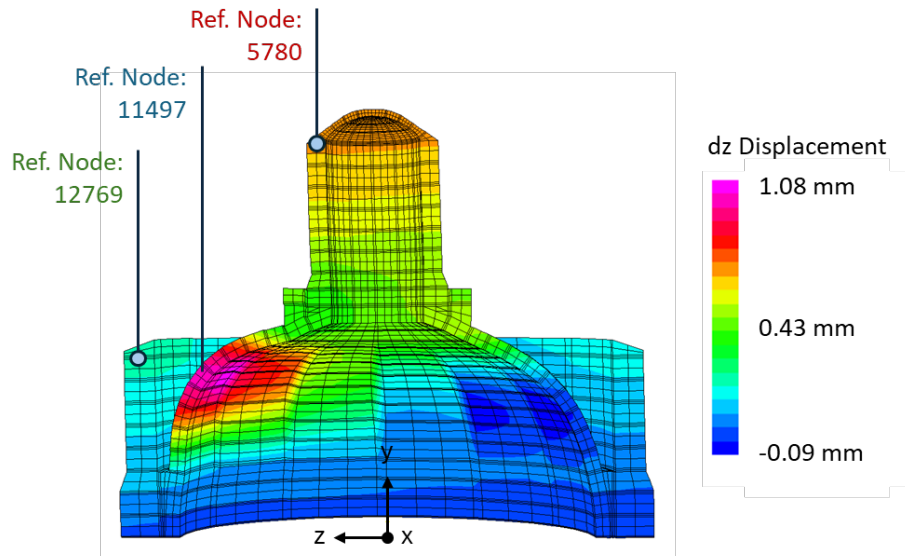 Ref. Node:
5780
Ref. Node:
11497
Ref. Node:
12769
dz Displacement
1.08 mm
0.43 mm
-0.09 mm
y
z
x